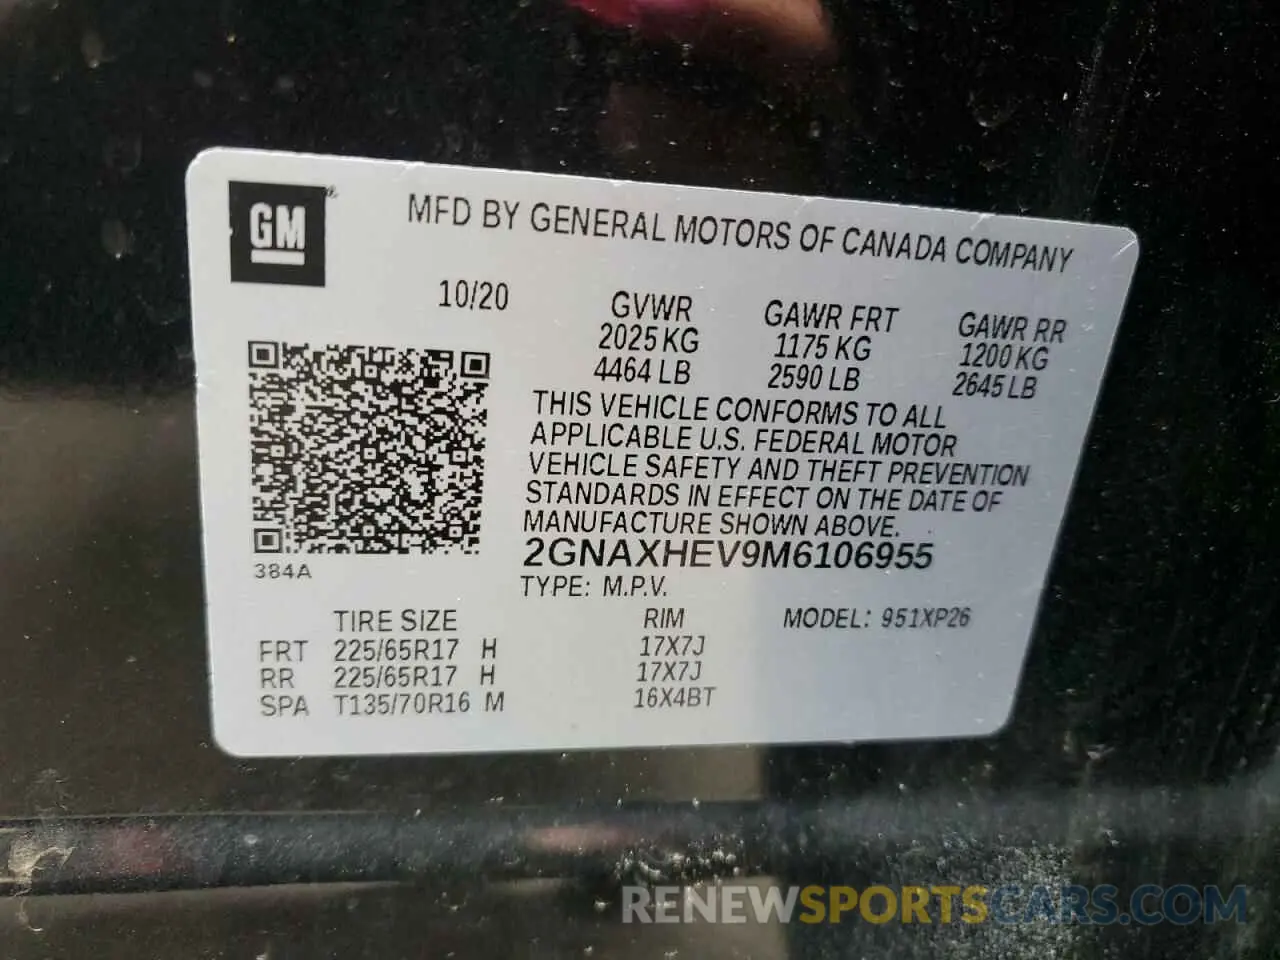 GM
MFD BY GENERAL MOTORS OF CANADA COMPANY
10/20
GVWR
2025 KG
4464 LB
GAWR FRT
1175 KG
2590 LB
GAWR RR
1200 KG
2645 LB
THIS VEHICLE CONFORMS TO ALL
APPLICABLE U.S. FEDERAL MOTOR
VEHICLE SAFETY AND THEFT PREVENTION
STANDARDS IN EFFECT ON THE DATE OF
MANUFACTURE SHOWN ABOVE.
2GNAXHEV9M6106955
384A
TYPE: M.P.V.
TIRE SIZE RIM MODEL: 951XP26
FRT 225/65R17 H 17X7J
RR 225/65R17 H 17X7J
SPA T135/70R16 M 16X4BT
RENEWSPORTSCARS.COM